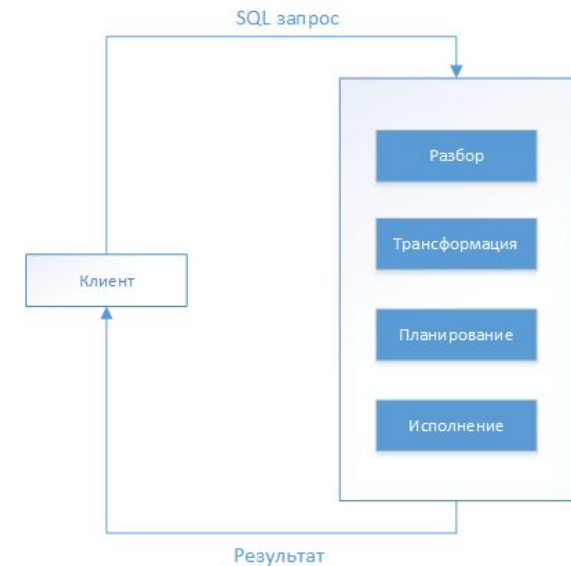 SQL запрос
Разбор
Трансформация
Клиент
Планирование
Исполнение
Результат